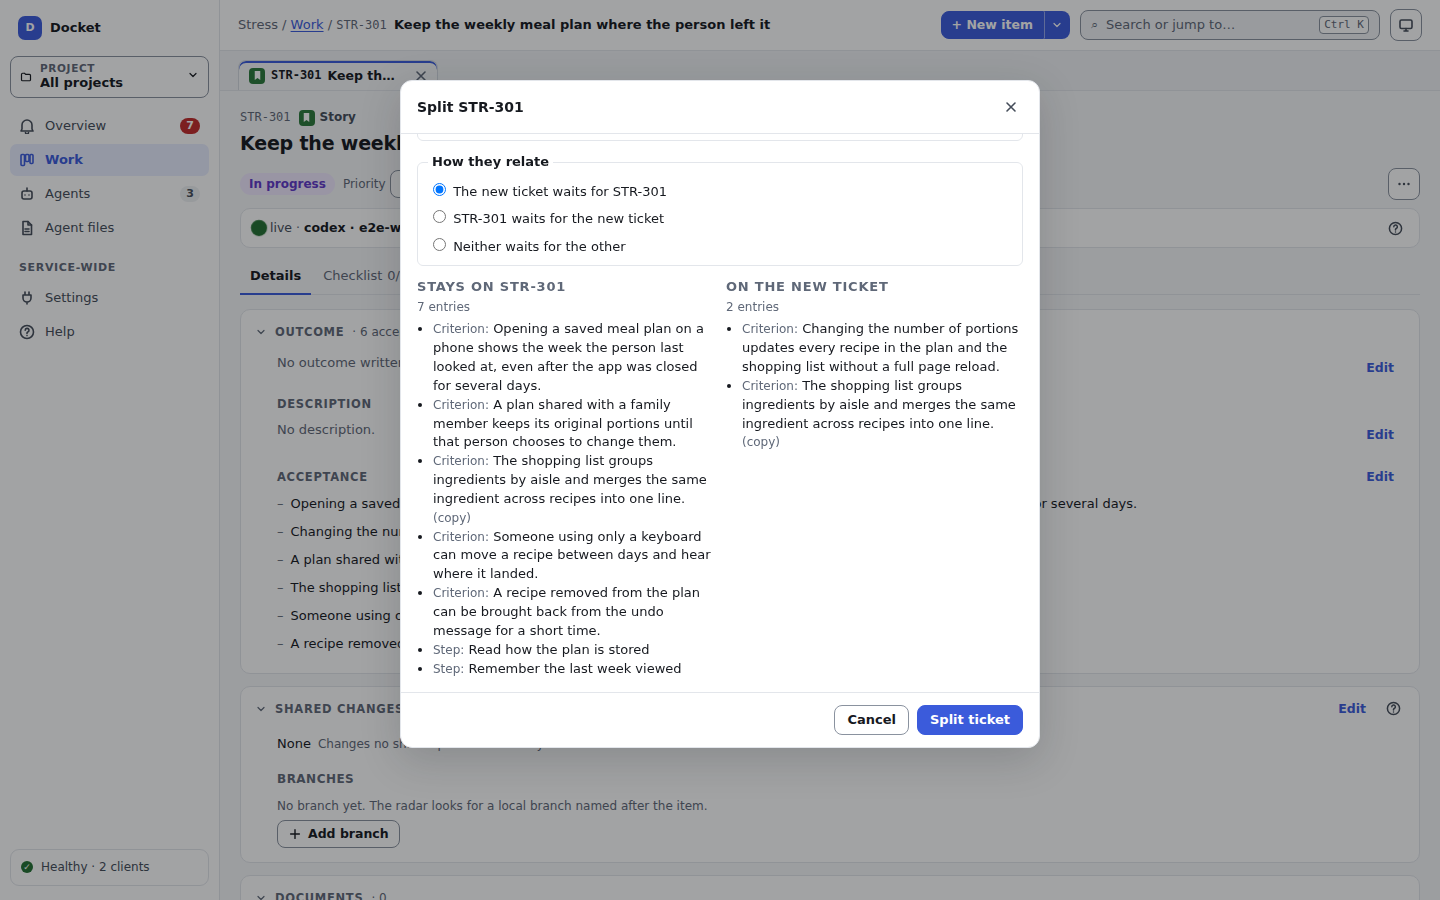 D Docket
PROJECT
All projects
Overview 7
Work
Agents 3
Agent files
SERVICE-WIDE
Settings
Help
Healthy · 2 clients
Stress / Work / STR-301 Keep the weekly meal plan where the person left it
+ New item
Search or jump to… Ctrl K
STR-301 Keep th…
STR-301 Story
Keep the week
In progress Priority
live · codex · e2e-w
Details Checklist 0/
OUTCOME · 6 acce
No outcome written
Edit
DESCRIPTION
No description.
Edit
ACCEPTANCE
Edit
– Opening a saved
or several days.
– Changing the nu
– A plan shared wi
– The shopping list
– Someone using o
– A recipe removed
SHARED CHANGES
Edit
None Changes no sh
BRANCHES
No branch yet. The radar looks for a local branch named after the item.
+ Add branch
DOCUMENTS · 0
Split STR-301
How they relate
The new ticket waits for STR-301
STR-301 waits for the new ticket
Neither waits for the other
STAYS ON STR-301
7 entries
• Criterion: Opening a saved meal plan on a
phone shows the week the person last
looked at, even after the app was closed
for several days.
• Criterion: A plan shared with a family
member keeps its original portions until
that person chooses to change them.
• Criterion: The shopping list groups
ingredients by aisle and merges the same
ingredient across recipes into one line.
(copy)
• Criterion: Someone using only a keyboard
can move a recipe between days and hear
where it landed.
• Criterion: A recipe removed from the plan
can be brought back from the undo
message for a short time.
• Step: Read how the plan is stored
• Step: Remember the last week viewed
ON THE NEW TICKET
2 entries
• Criterion: Changing the number of portions
updates every recipe in the plan and the
shopping list without a full page reload.
• Criterion: The shopping list groups
ingredients by aisle and merges the same
ingredient across recipes into one line.
(copy)
Cancel
Split ticket